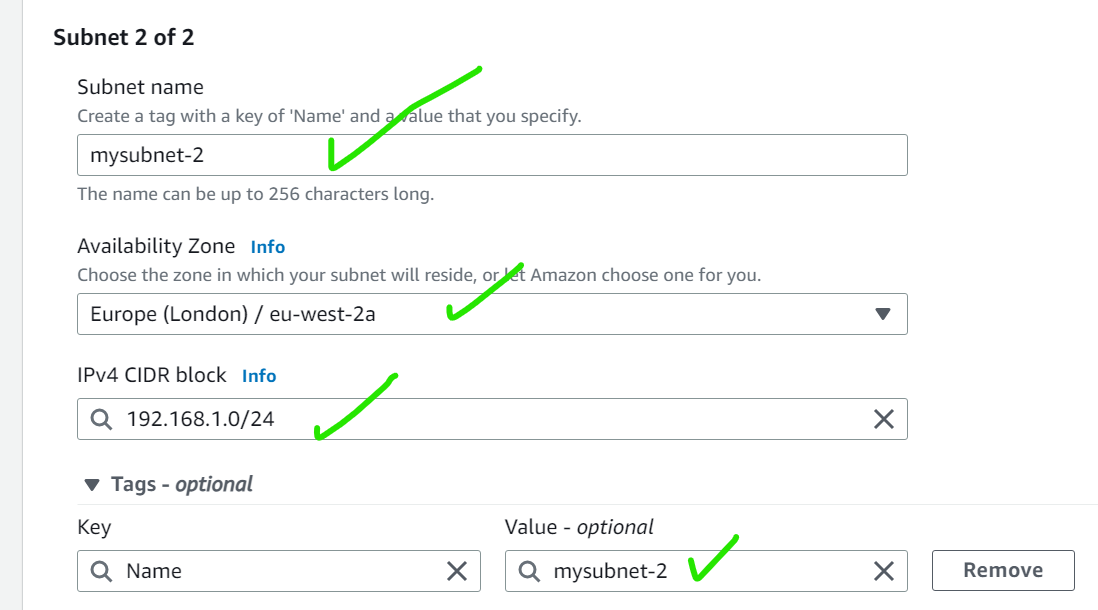 Subnet 2 of 2
Subnet name
Create a tag with a key of 'Name' and a value that you specify.
mysubnet-2
The name can be up to 256 characters long.
Availability Zone Info
Choose the zone in which your subnet will reside, or let Amazon choose one for you.
Europe (London) / eu-west-2a
IPv4 CIDR block Info
192.168.1.0/24
Tags - optional
Key Value - optional
Name mysubnet-2 Remove